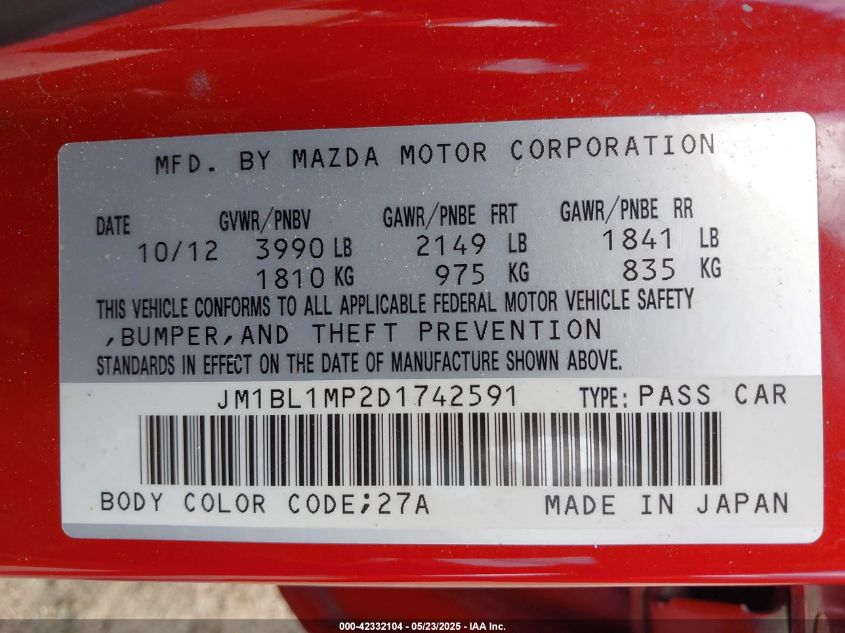 MFD. BY MAZDA MOTOR CORPORATION
DATE GVWR/PNBV GAWR/PNBE FRT GAWR/PNBE RR
10/12 3990 LB 2149 LB 1841 LB
1810 KG 975 KG 835 KG
THIS VEHICLE CONFORMS TO ALL APPLICABLE FEDERAL MOTOR VEHICLE SAFETY
,BUMPER,AND THEFT PREVENTION
STANDARDS IN EFFECT ON THE DATE OF MANUFACTURE SHOWN ABOVE.
JM1BL1MP2D1742591 TYPE: PASS CAR
BODY COLOR CODE;27A MADE IN JAPAN
000-42332104 - 05/23/2025 - IAA Inc.